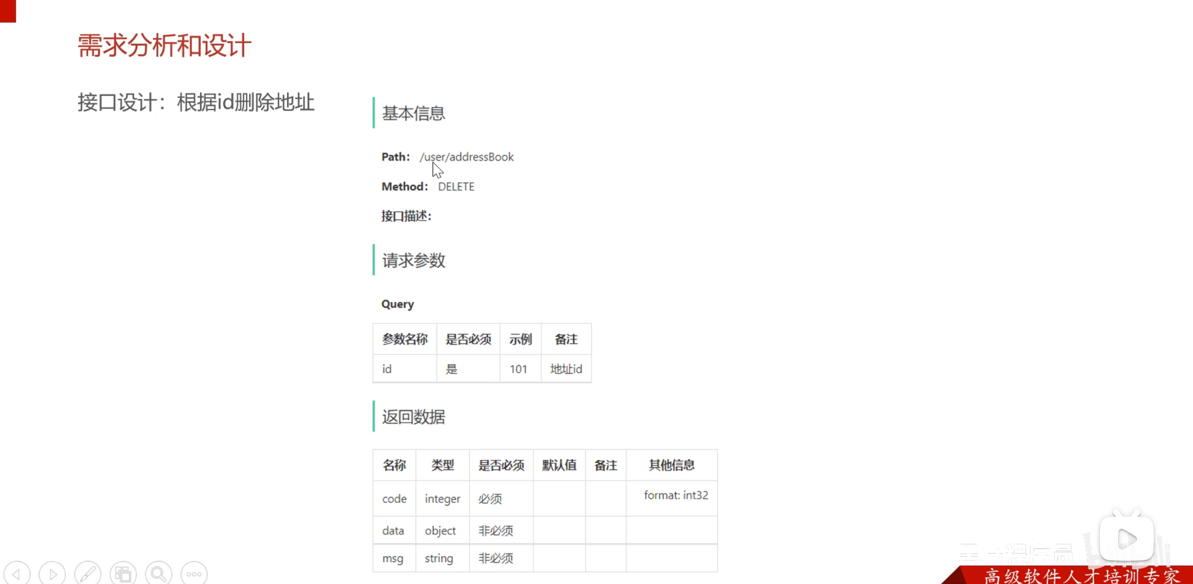 需求分析和设计
接口设计：根据id删除地址
基本信息
Path： /user/addressBook
Method： DELETE
接口描述：
请求参数
Query
参数名称 是否必须 示例 备注
id 是 101 地址id
返回数据
名称 类型 是否必须 默认值 备注 其他信息
code integer 必须 format: int32
data object 非必须
msg string 非必须
高级软件人才培训专家